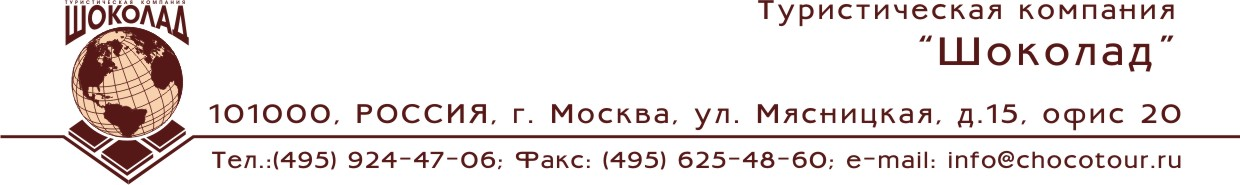 ТУРИСТИЧЕСКАЯ КОМПАНИЯ
ШОКОЛАД
Туристическая компания
“Шоколад”
101000, РОССИЯ, г. Москва, ул. Мясницкая, д.15, офис 20
Тел.:(495) 924-47-06; Факс: (495) 625-48-60; e-mail: info@chocotour.ru